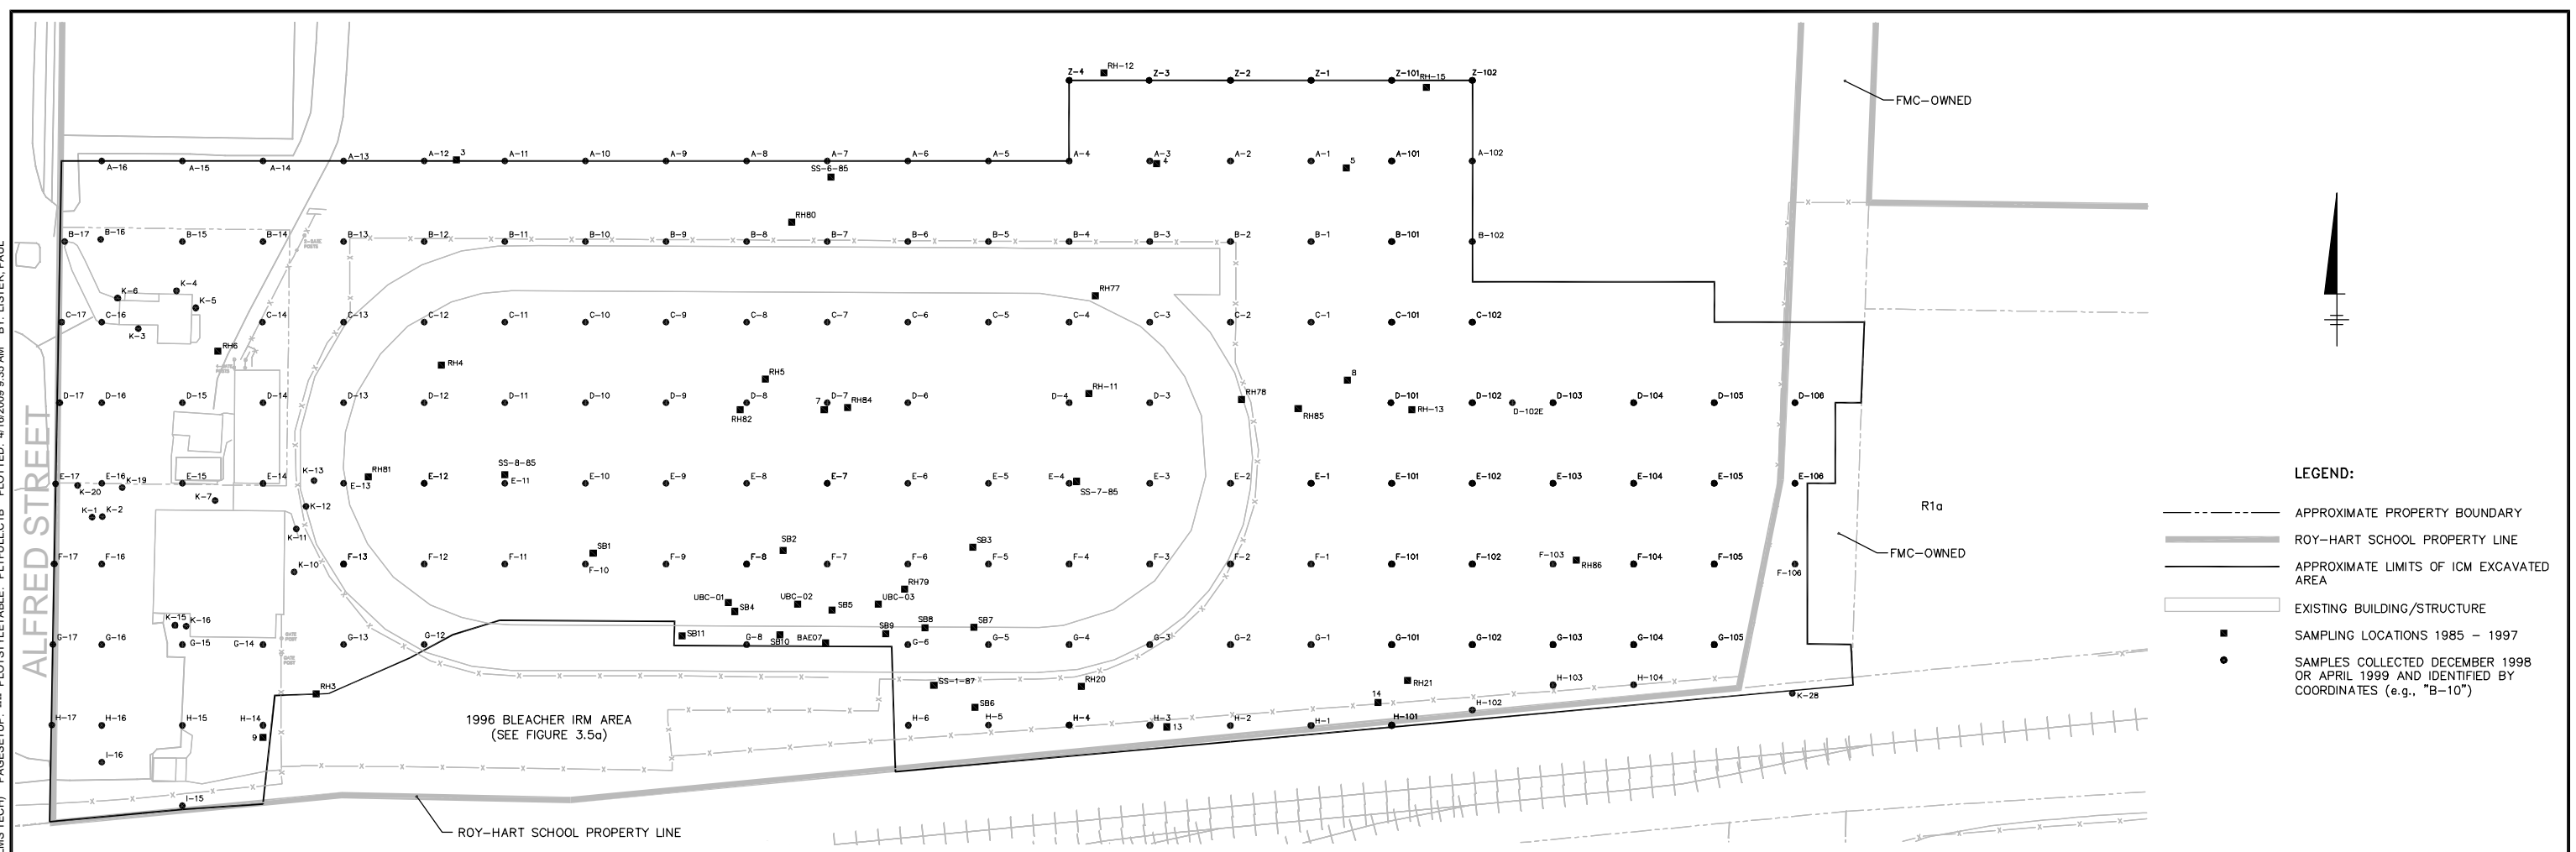 Z-4
RH-12
Z-3
Z-2
Z-1
Z-101
RH-15
Z-102
FMC-OWNED
A-16
A-15
A-14
A-13
A-12
3
A-11
A-10
A-9
A-8
A-7
A-6
A-5
A-4
A-3
4
A-2
A-1
5
A-101
A-102
SS-6-85
RH80
B-17
B-16
B-15
B-14
B-13
B-12
B-11
B-10
B-9
B-8
B-7
B-6
B-5
B-4
B-3
B-2
B-1
B-101
B-102
K-6
K-4
K-5
K-3
RH77
C-17
C-16
C-14
C-13
C-12
C-11
C-10
C-9
C-8
C-7
C-6
C-5
C-4
C-3
C-2
C-1
C-101
C-102
RH6
RH4
RH5
RH-11
RH78
8
D-17
D-16
D-15
D-14
D-13
D-12
D-11
D-10
D-9
D-8
RH82
7
D-7
RH84
D-6
D-4
D-3
RH85
D-101
RH-13
D-102
D-102E
D-103
D-104
D-105
D-106
ALFRED STREET
E-17
K-20
E-16
K-19
E-15
K-7
E-14
K-13
E-13
RH81
E-12
SS-8-85
E-11
E-10
E-9
E-8
E-7
E-6
E-5
E-4
SS-7-85
E-3
E-2
E-1
E-101
E-102
E-103
E-104
E-105
E-106
R1a
K-1
K-2
K-12
K-11
K-10
SB1
SB2
SB3
F-17
F-16
F-13
F-12
F-11
F-10
F-9
F-8
F-7
F-6
F-5
F-4
F-3
F-2
F-1
F-101
F-102
F-103
RH86
F-104
F-105
F-106
FMC-OWNED
RH79
UBC-01
SB4
UBC-02
SB5
UBC-03
K-15
K-16
SB11
SB10
BAE07
SB9
SB8
SB7
G-17
G-16
G-15
G-14
GATE
POST
GATE
POST
G-13
G-12
G-8
G-6
G-5
G-4
G-3
G-2
G-1
G-101
G-102
G-103
G-104
G-105
RH3
SS-1-87
RH20
RH21
14
H-103
H-104
K-28
SB6
H-17
H-16
H-15
H-14
9
H-6
H-5
H-4
H-3
13
H-2
H-1
H-101
H-102
I-16
I-15
1996 BLEACHER IRM AREA
(SEE FIGURE 3.5a)
ROY-HART SCHOOL PROPERTY LINE
LEGEND:
APPROXIMATE PROPERTY BOUNDARY
ROY-HART SCHOOL PROPERTY LINE
APPROXIMATE LIMITS OF ICM EXCAVATED
AREA
EXISTING BUILDING/STRUCTURE
SAMPLING LOCATIONS 1985 - 1997
SAMPLES COLLECTED DECEMBER 1998
OR APRIL 1999 AND IDENTIFIED BY
COORDINATES (e.g., "B-10")